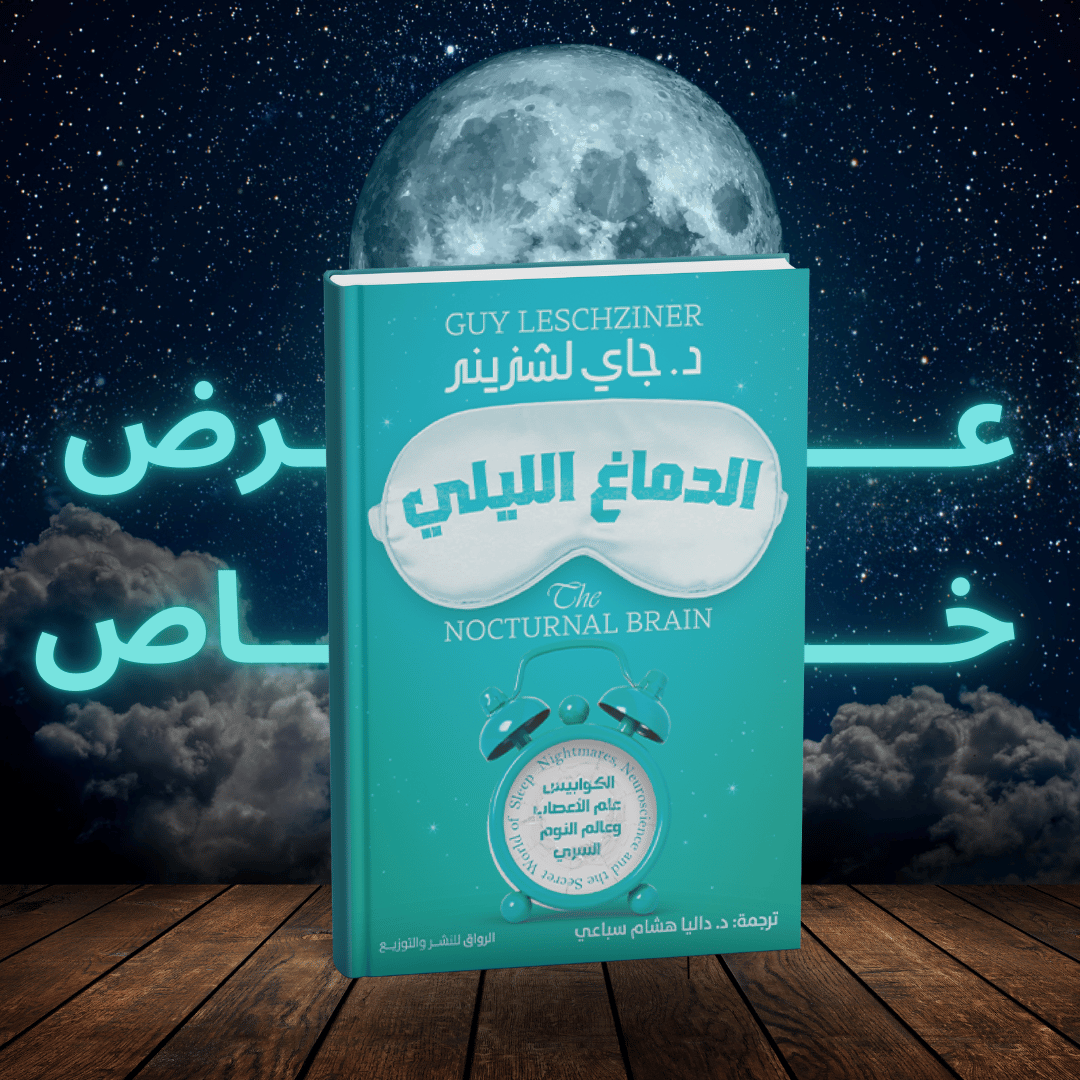 عرض
خاص
GUY LESCHZINER
د. جاي لشزينر
الدماغ الليلي
The
NOCTURNAL BRAIN
Nightmares, Neuroscience and the Secret World of Sleep
الكوابيس
علم الأعصاب
وعالم النوم
السري
ترجمة: د. داليا هشام سباعي
الرواق للنشر والتوزيع